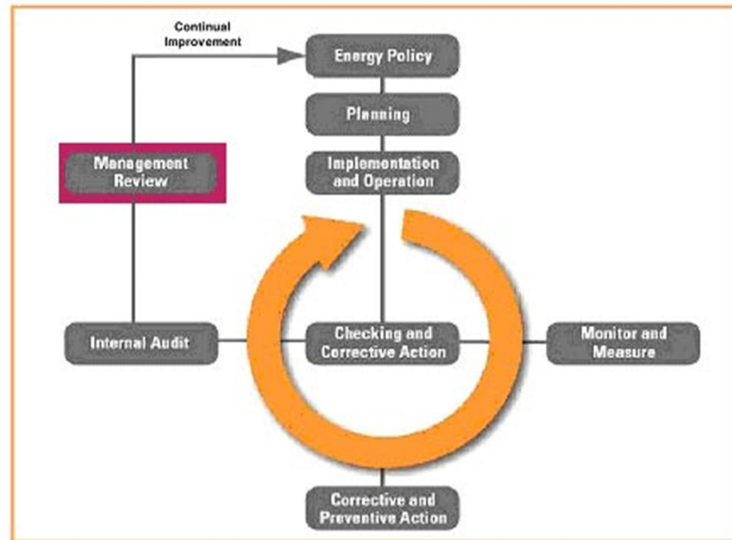 Continual
Improvement
Energy Policy
Planning
Implementation
and Operation
Management
Review
Internal Audit
Checking and
Corrective Action
Monitor and
Measure
Corrective and
Preventive Action